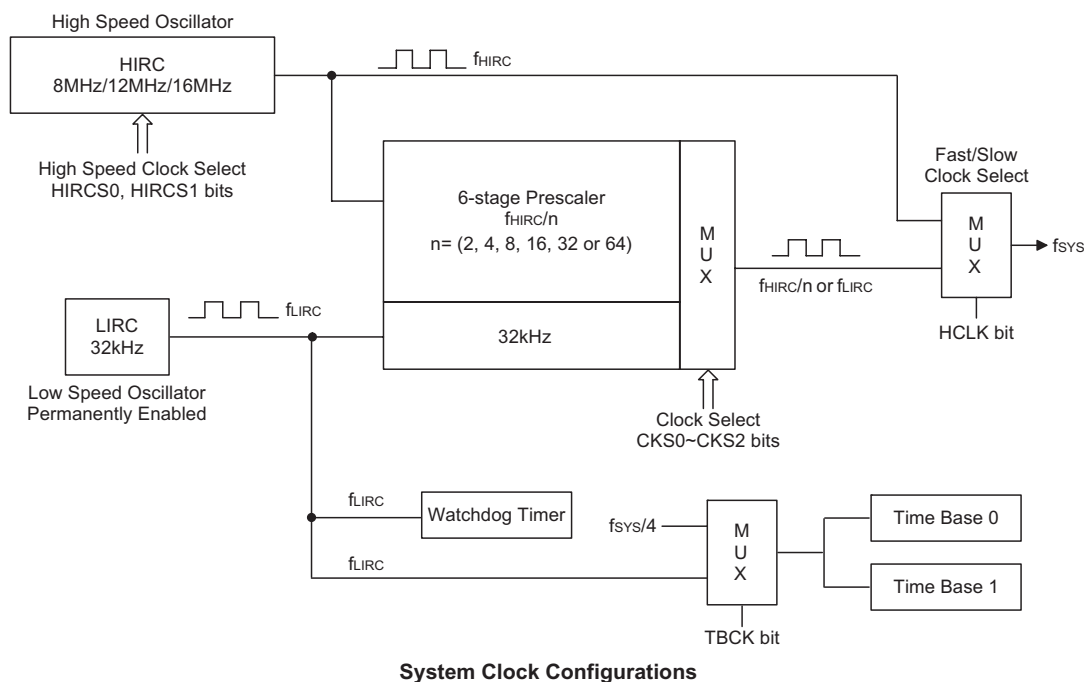 High Speed Oscillator
HIRC
8MHz/12MHz/16MHz
fHIRC
High Speed Clock Select
HIRCS0, HIRCS1 bits
6-stage Prescaler
fHIRC/n
n= (2, 4, 8, 16, 32 or 64)
M
U
X
Fast/Slow
Clock Select
M
U
X
fSYS
fHIRC/n or fLIRC
HCLK bit
fLIRC
LIRC
32kHz
32kHz
Low Speed Oscillator
Permanently Enabled
Clock Select
CKS0~CKS2 bits
fLIRC
Watchdog Timer
fSYS/4
fLIRC
M
U
X
Time Base 0
Time Base 1
TBCK bit
System Clock Configurations